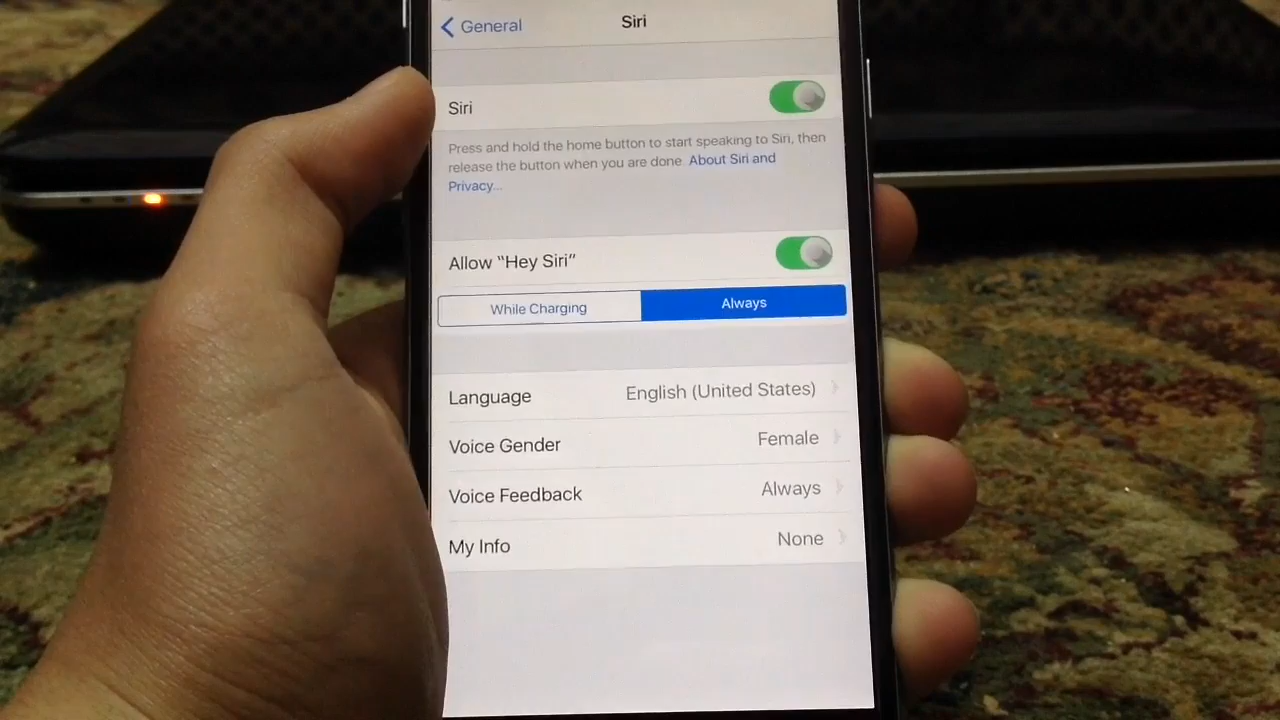 General
Siri
Siri
Press and hold the home button to start speaking to Siri, then
release the button when you are done. About Siri and
Privacy...
Allow “Hey Siri”
While Charging
Always
Language English (United States)
Voice Gender Female
Voice Feedback Always
My Info None